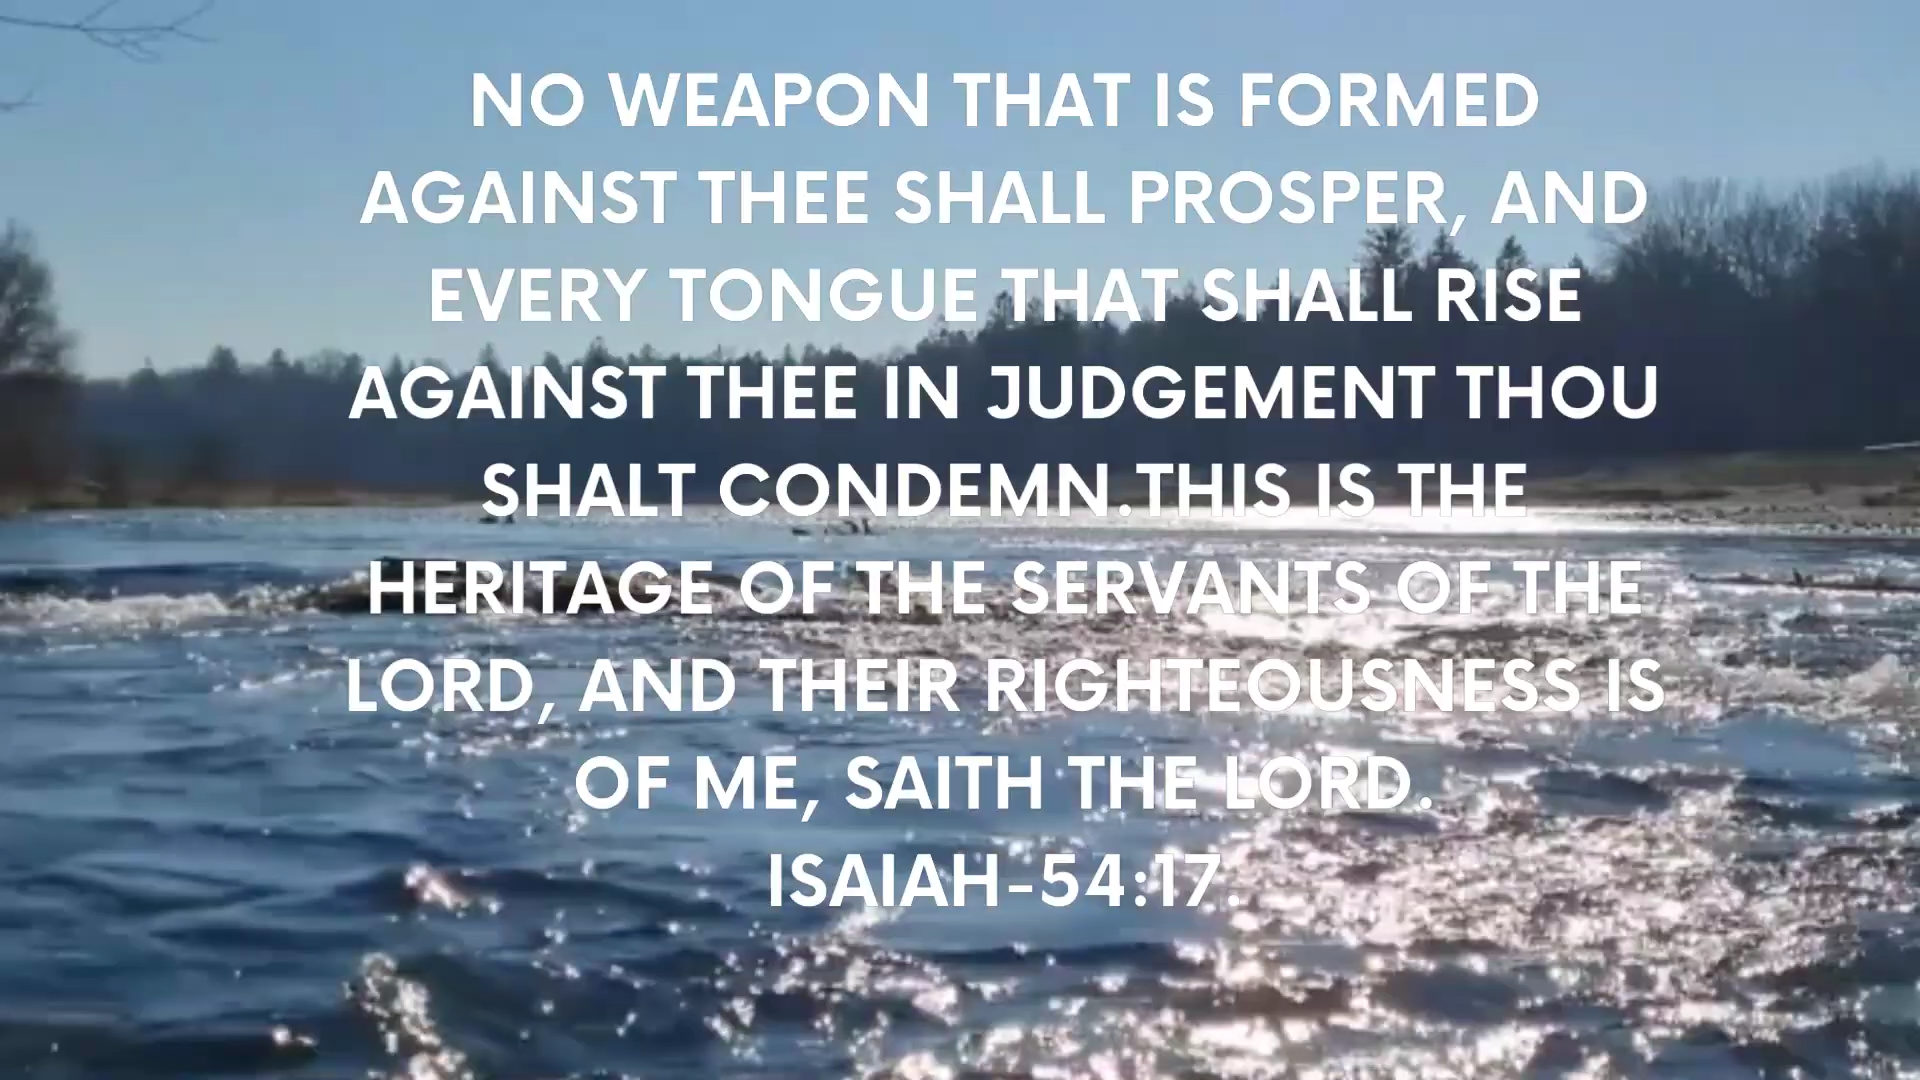 NO WEAPON THAT IS FORMED
AGAINST THEE SHALL PROSPER, AND
EVERY TONGUE THAT SHALL RISE
AGAINST THEE IN JUDGEMENT THOU
SHALT CONDEMN.THIS IS THE
HERITAGE OF THE SERVANTS OF THE
LORD, AND THEIR RIGHTEOUSNESS IS
OF ME, SAITH THE LORD.
ISAIAH-54:17.